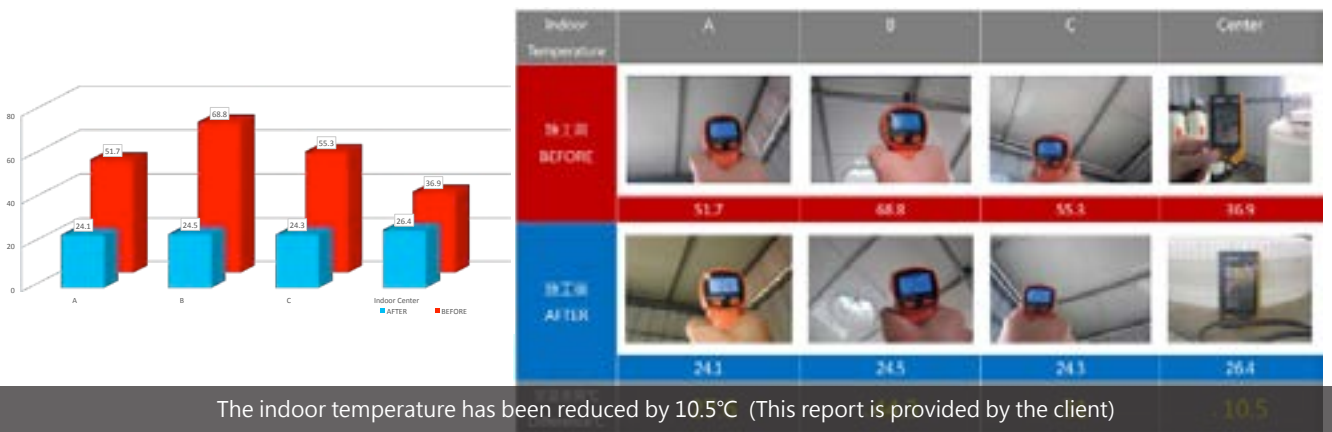 80
60
40
20
0
51.7
68.8
55.3
36.9
24.1
24.5
24.3
26.4
A
B
C
Indoor Center
AFTER
BEFORE
Indoor
Temperature
A
B
C
Center
施工前
BEFORE
51.7
68.8
55.3
36.9
施工後
AFTER
24.1
24.5
24.3
26.4
10.5
The indoor temperature has been reduced by 10.5°C (This report is provided by the client)